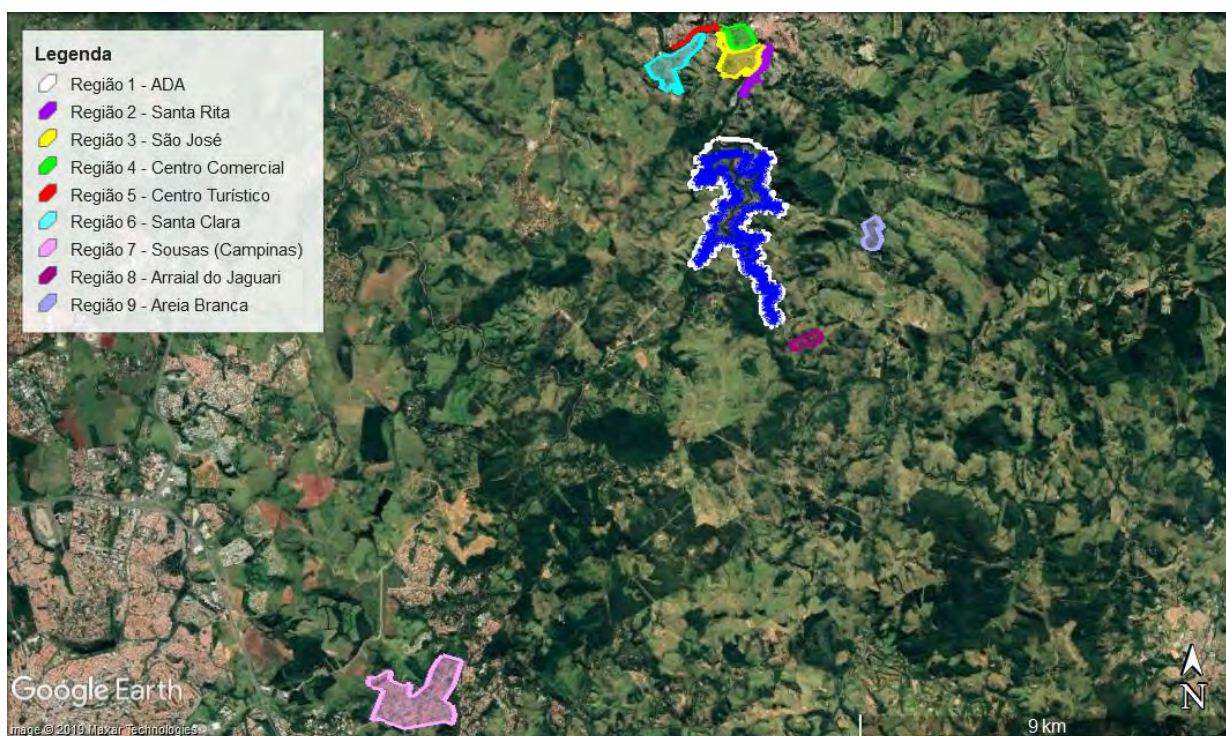 Legenda
Região 1 - ADA
Região 2 - Santa Rita
Região 3 - São José
Região 4 - Centro Comercial
Região 5 - Centro Turístico
Região 6 - Santa Clara
Região 7 - Sousas (Campinas)
Região 8 - Arraial do Jaguari
Região 9 - Areia Branca
Google Earth
N
Image © 2019 Maxar Technologies
9 km